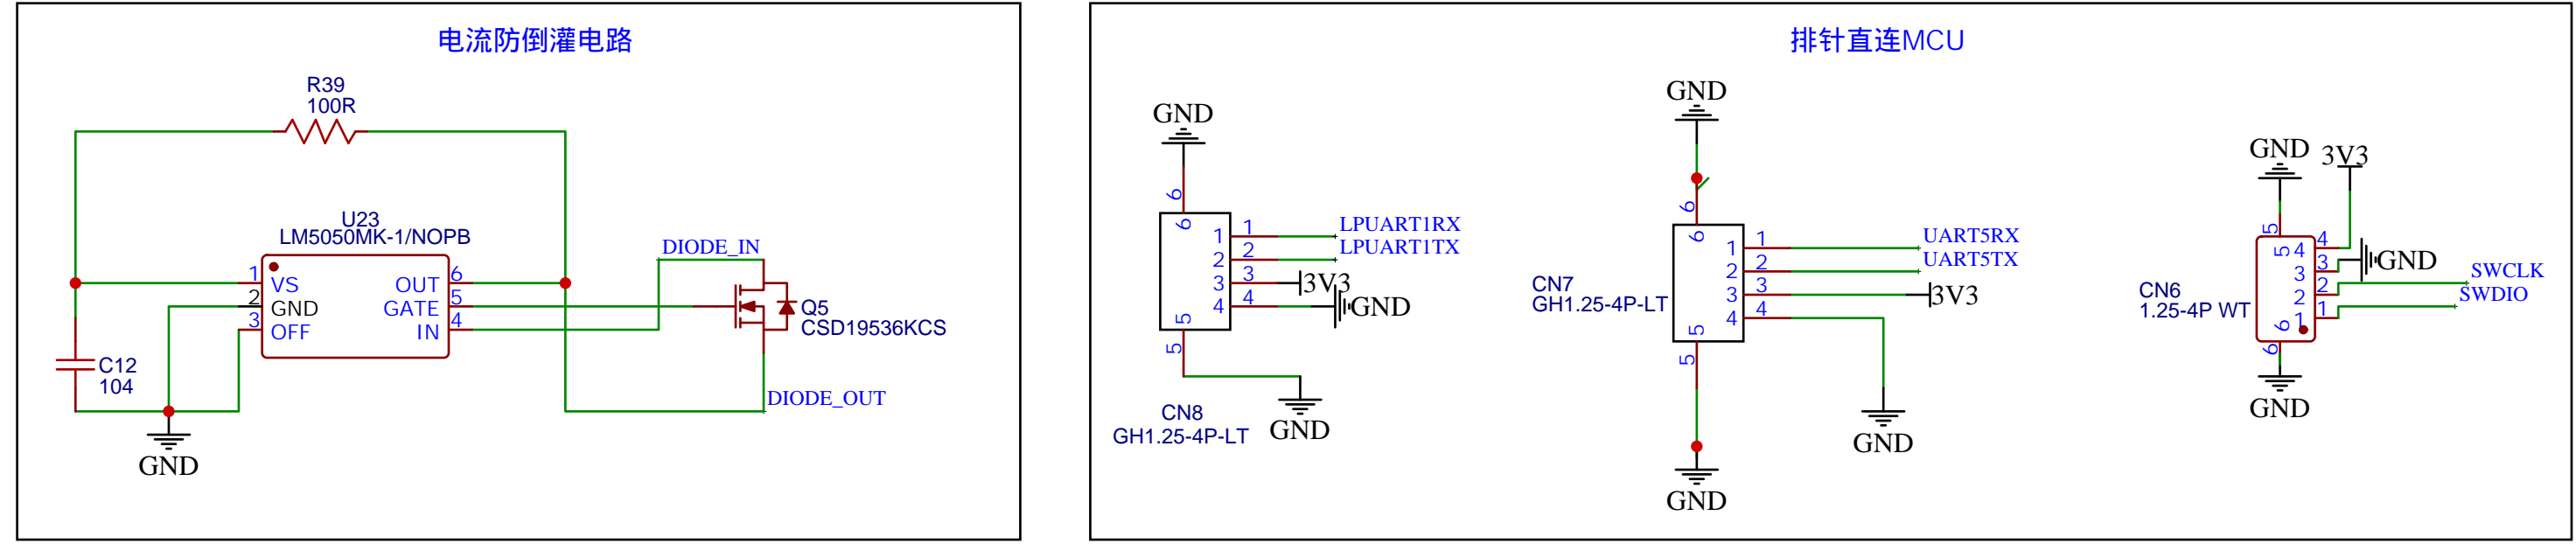 电流防倒灌电路
R39
100R
U23
LM5050MK-1/NOPB
1 VS
2 GND
3 OFF
OUT 6
GATE 5
IN 4
C12
104
GND
DIODE_IN
Q5
CSD19536KCS
DIODE_OUT
排针直连MCU
GND
6
6
1 1 LPUART1RX
2 2 LPUART1TX
3 3 3V3
4 4 GND
5
5
CN8
GH1.25-4P-LT
GND
GND
6
6
1 1 UART5RX
2 2 UART5TX
3 3 3V3
4 4
5
5
CN7
GH1.25-4P-LT
GND
GND
GND
3V3
5
5
4 4
3 3 GND
2 2 SWCLK
1 1 SWDIO
6
6
CN6
1.25-4P WT
GND